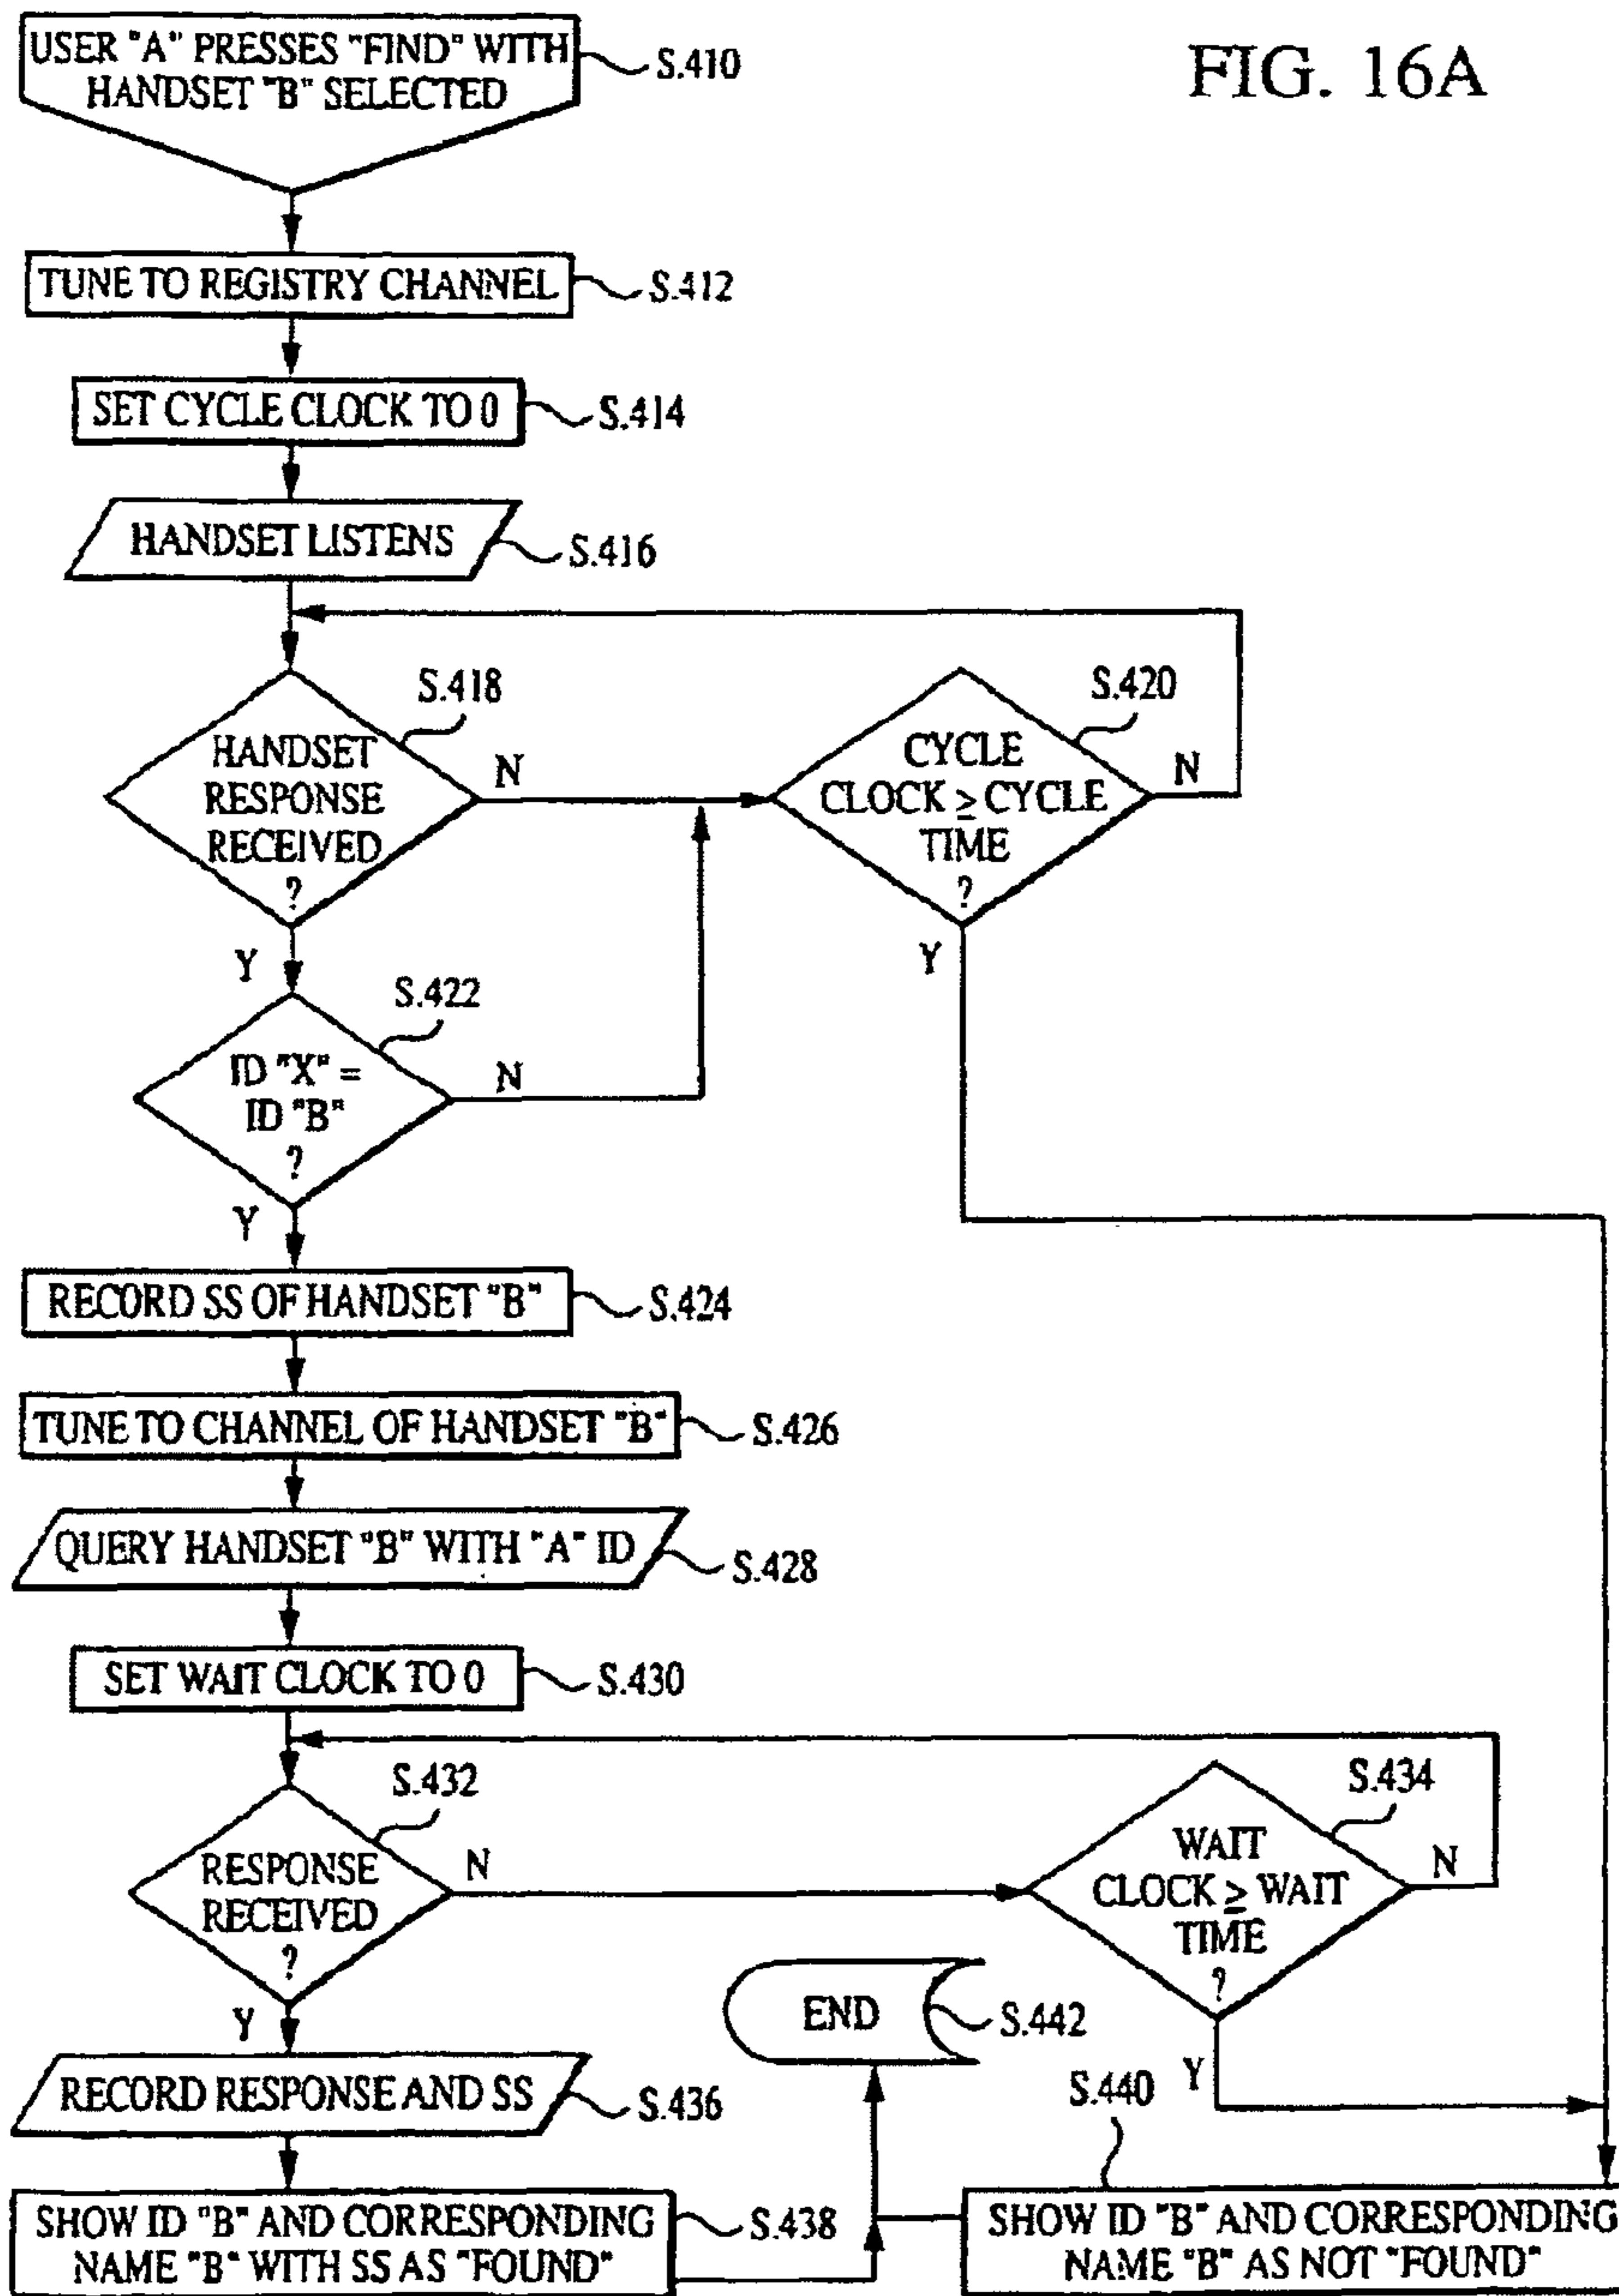 FIG. 16A
USER "A" PRESSES "FIND" WITH
HANDSET "B" SELECTED
S.410
TUNE TO REGISTRY CHANNEL
S.412
SET CYCLE CLOCK TO 0
S.414
HANDSET LISTENS
S.416
S.418
HANDSET
RESPONSE
RECEIVED
?
N
Y
S.420
CYCLE
CLOCK ≥ CYCLE
TIME
?
N
Y
S.422
ID "X" =
ID "B"
?
N
Y
RECORD SS OF HANDSET "B"
S.424
TUNE TO CHANNEL OF HANDSET "B"
S.426
QUERY HANDSET "B" WITH "A" ID
S.428
SET WAIT CLOCK TO 0
S.430
S.432
RESPONSE
RECEIVED
?
N
Y
S.434
WAIT
CLOCK ≥ WAIT
TIME
?
N
Y
END
S.442
RECORD RESPONSE AND SS
S.436
S.440
SHOW ID "B" AND CORRESPONDING
NAME "B" WITH SS AS "FOUND"
S.438
SHOW ID "B" AND CORRESPONDING
NAME "B" AS NOT "FOUND"